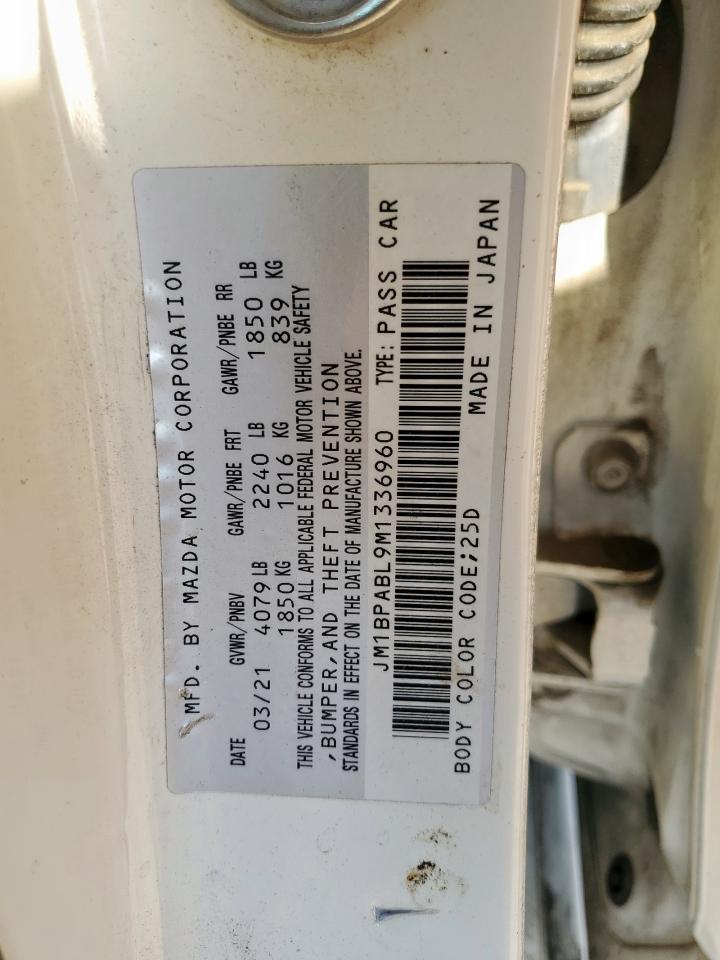 MFD. BY MAZDA MOTOR CORPORATION
DATE GVWR/PNBV GAWR/PNBE FRT GAWR/PNBE RR
03/21 4079 LB 2240 LB 1850 LB
1850 KG 1016 KG 839 KG
THIS VEHICLE CONFORMS TO ALL APPLICABLE FEDERAL MOTOR VEHICLE SAFETY
,BUMPER,AND THEFT PREVENTION
STANDARDS IN EFFECT ON THE DATE OF MANUFACTURE SHOWN ABOVE.
JM1BPABL9M1336960 TYPE: PASS CAR
BODY COLOR CODE;25D MADE IN JAPAN